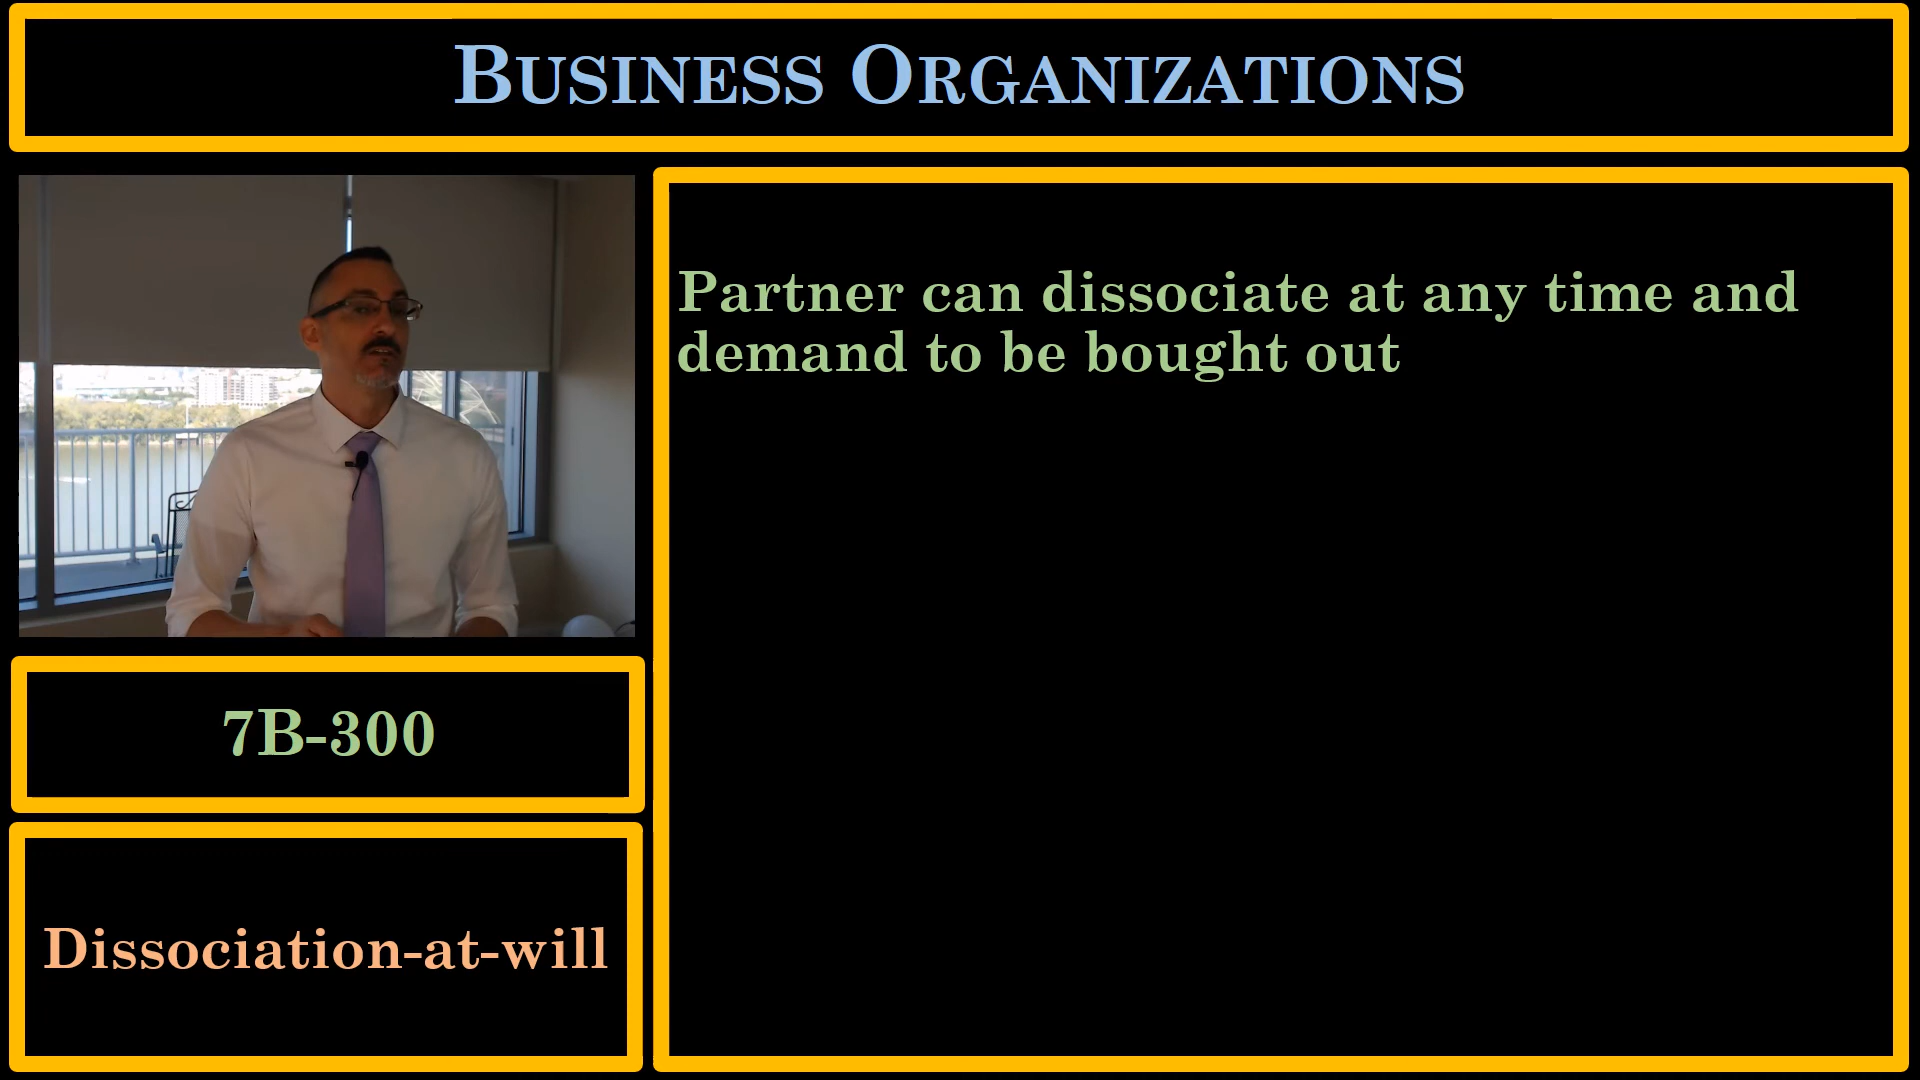 Business Organizations
Partner can dissociate at any time and
demand to be bought out
7B-300
Dissociation-at-will